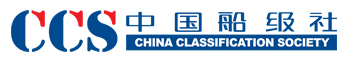 CCS 中国船级社
CHINA CLASSIFICATION SOCIETY